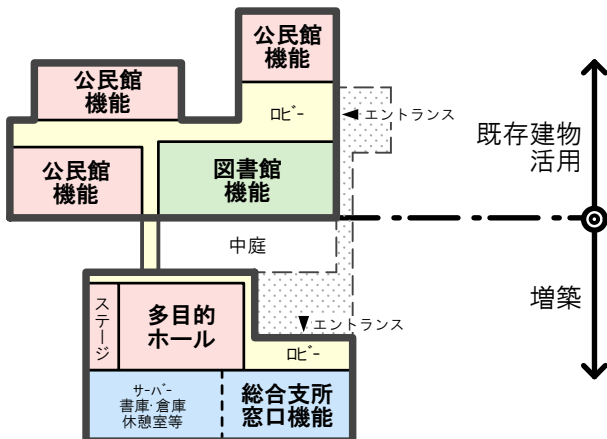 公民館
機能
公民館
機能
ロビー
エントランス
公民館
機能
図書館
機能
既存建物
活用
中庭
増築
ステージ
多目的
ホール
エントランス
ロビー
サーバー
書庫・倉庫
休憩室等
総合支所
窓口機能